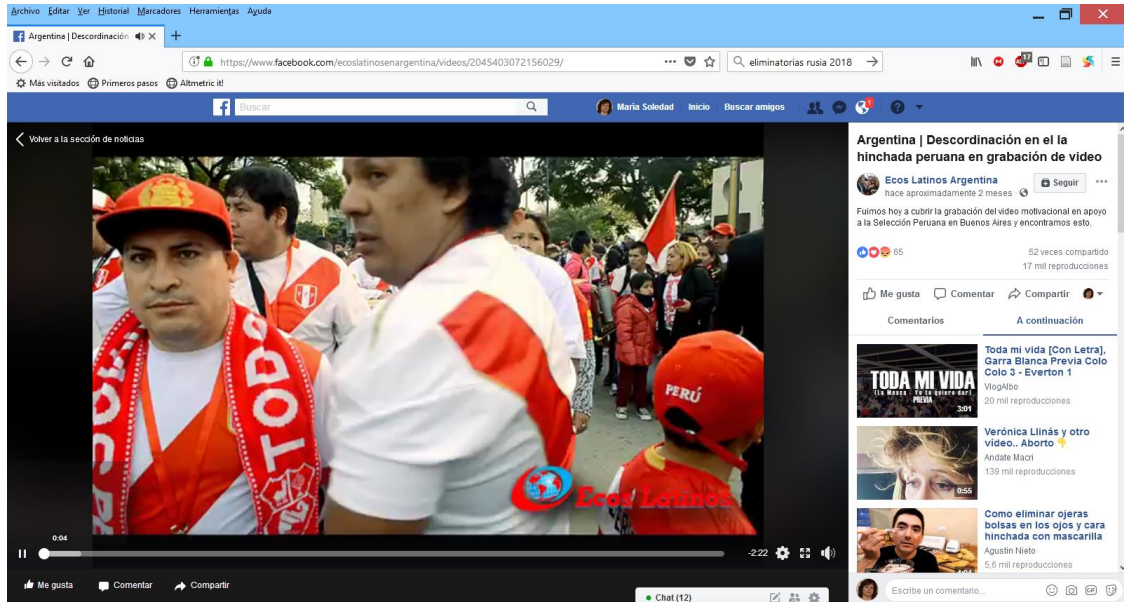 Archivo Editar Ver Historial Marcadores Herramientas Ayuda
Argentina | Descordinación
https://www.facebook.com/ecoslatinosenargentina/videos/2045403072156029/
eliminatorias rusia 2018
Más visitados Primeros pasos Altmetric it!
Buscar
María Soledad Inicio Buscar amigos
1
Volver a la sección de noticias
PERÚ
TODO
Ecos Latinos
0:04
-2:22
Me gusta Comentar Compartir
Chat (12)
Argentina | Descordinación en el la
hinchada peruana en grabación de video
Ecos Latinos Argentina
Seguir
hace aproximadamente 2 meses
Fuimos hoy a cubrir la grabación del video motivacional en apoyo
a la Selección Peruana en Buenos Aires y encontramos esto.
65
52 veces compartido
17 mil reproducciones
Me gusta Comentar Compartir
Comentarios A continuación
TODA MI VIDA
PREVIA
3:01
Toda mi vida [Con Letra],
Garra Blanca Previa Colo
Colo 3 - Everton 1
VlogAlbo
20 mil reproducciones
0:55
Verónica Llinás y otro
video.. Aborto
Andate Macri
139 mil reproducciones
Como eliminar ojeras
bolsas en los ojos y cara
hinchada con mascarilla
Agustin Nieto
5,6 mil reproducciones
Escribe un comentario...
GIF